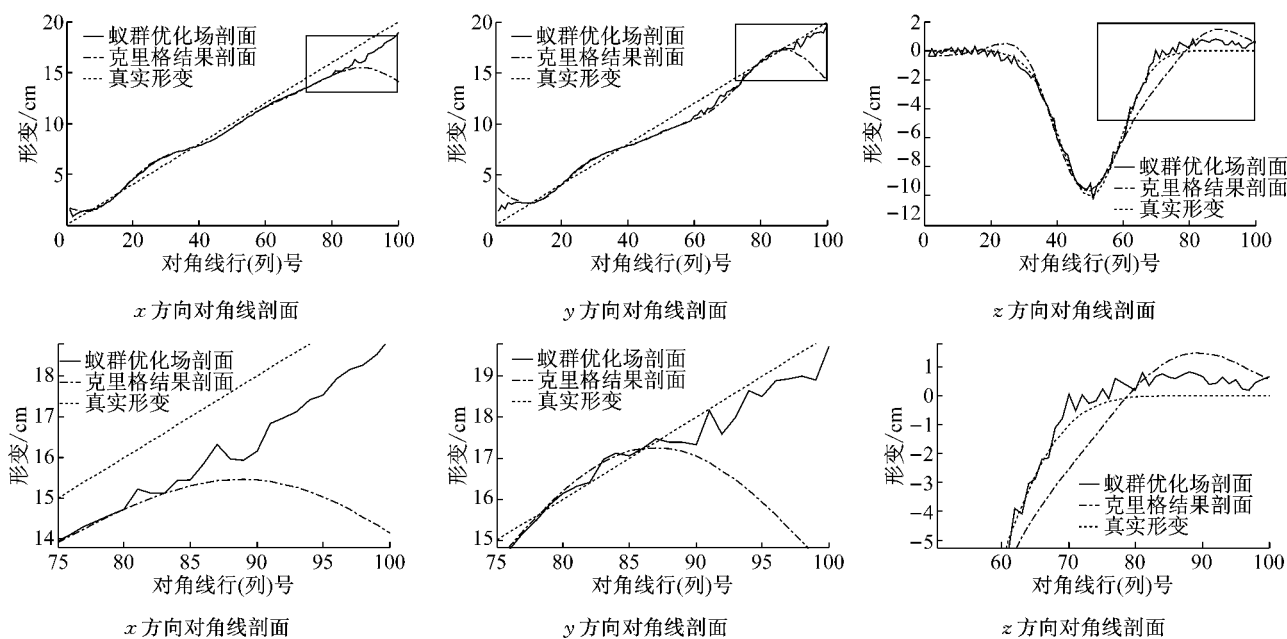 20
15
10
5
0
20
40
60
80
100
形变/cm
蚁群优化场剖面
克里格结果剖面
真实形变
对角线行(列)号
x 方向对角线剖面
20
15
10
5
0
20
40
60
80
100
形变/cm
蚁群优化场剖面
克里格结果剖面
真实形变
对角线行(列)号
y 方向对角线剖面
2
0
−2
−4
−6
−8
−10
−12
0
20
40
60
80
100
形变/cm
蚁群优化场剖面
克里格结果剖面
真实形变
对角线行(列)号
z 方向对角线剖面
18
17
16
15
14
75
80
85
90
95
100
形变/cm
蚁群优化场剖面
克里格结果剖面
真实形变
对角线行(列)号
x 方向对角线剖面
19
18
17
16
15
75
80
85
90
95
100
形变/cm
蚁群优化场剖面
克里格结果剖面
真实形变
对角线行(列)号
y 方向对角线剖面
1
0
−1
−2
−3
−4
−5
60
70
80
90
100
形变/cm
蚁群优化场剖面
克里格结果剖面
真实形变
对角线行(列)号
z 方向对角线剖面